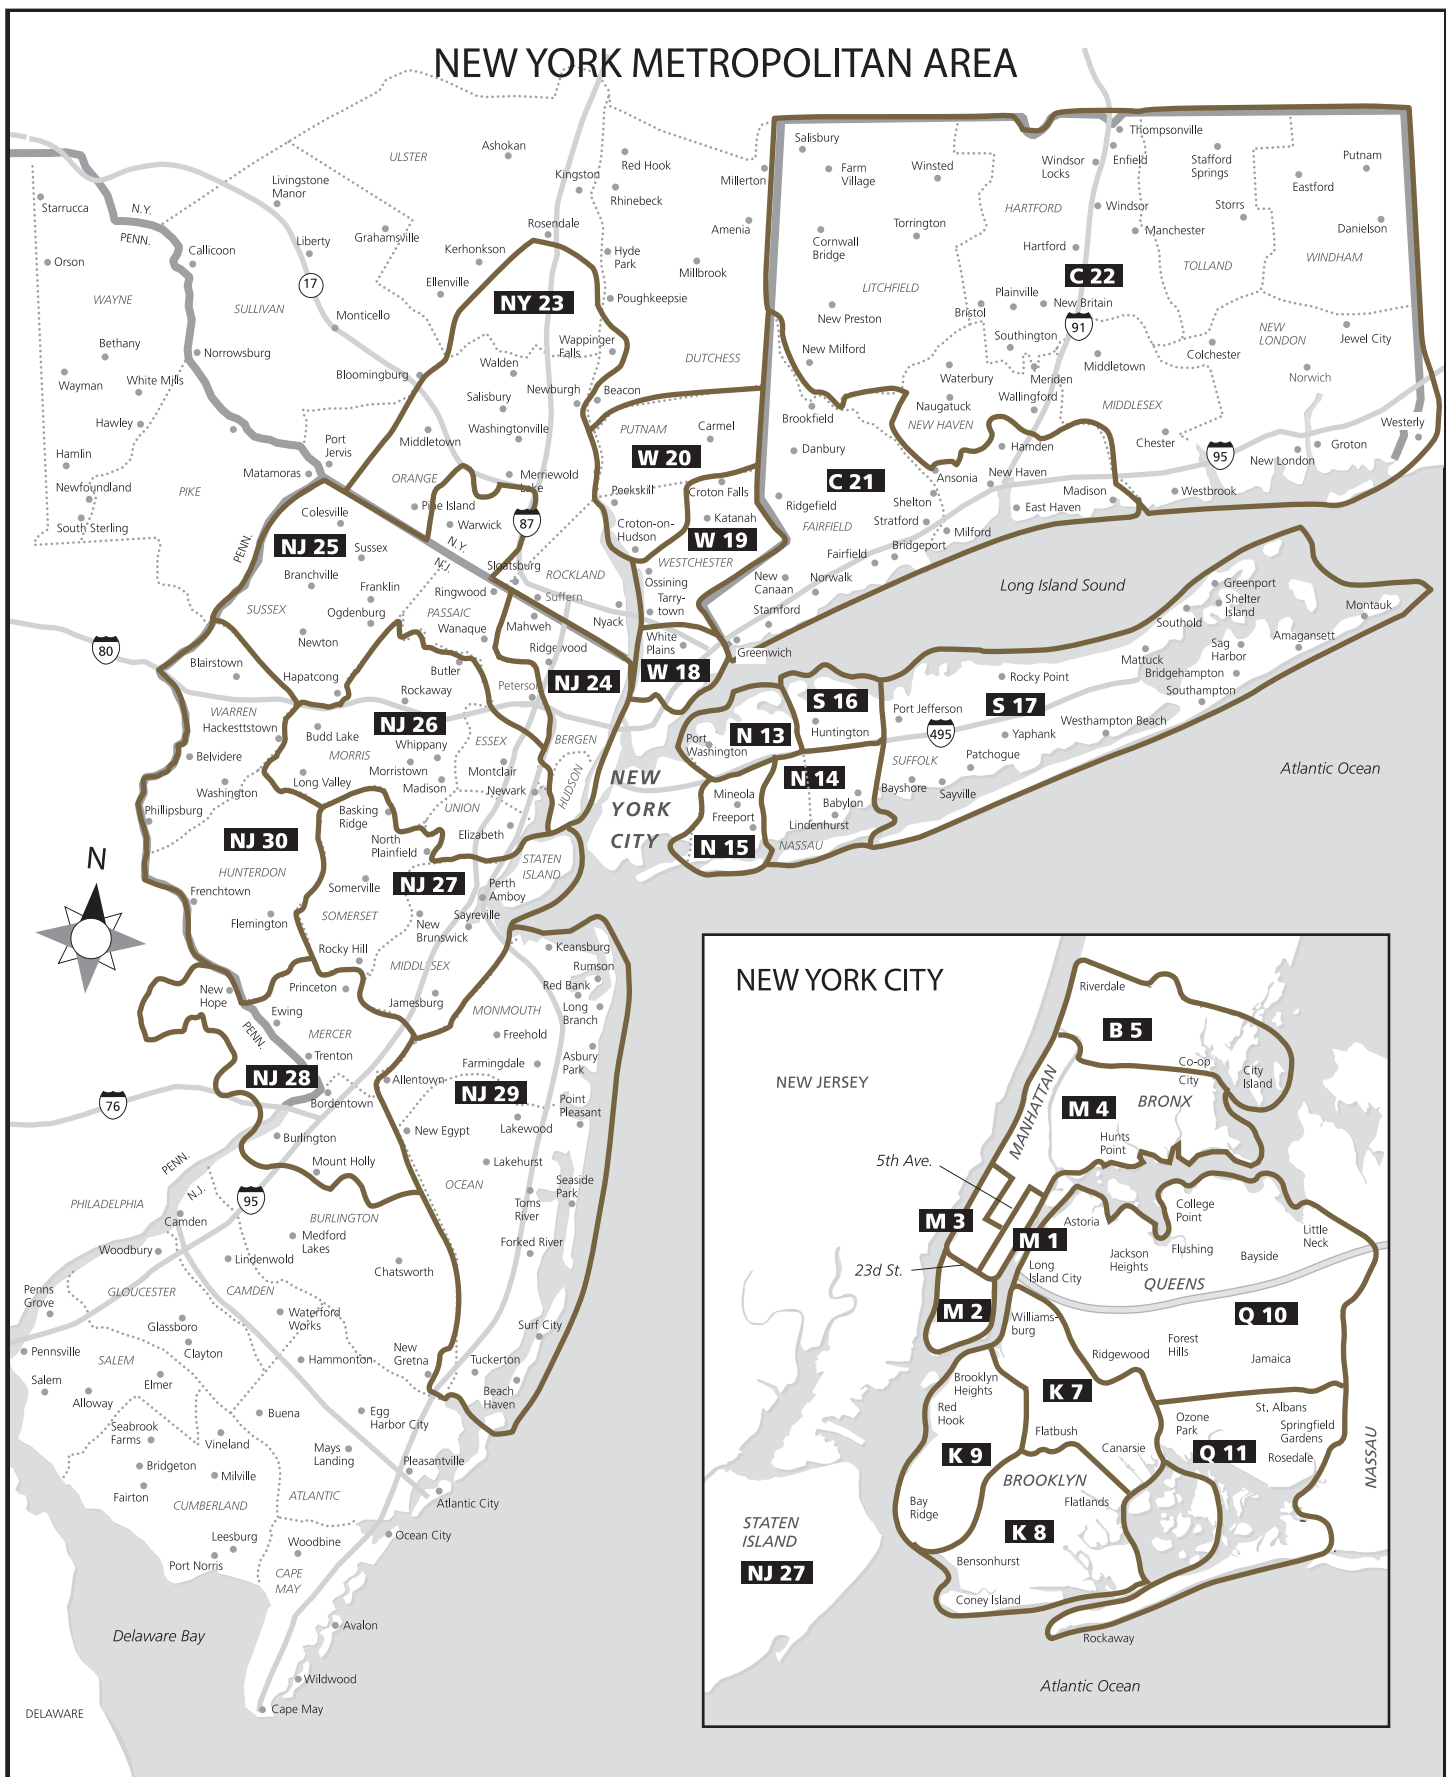 NEW YORK METROPOLITAN AREA
Salisbury
Thompsonville
Farm
Village
Winsted
Windsor
Locks
Enfield
Stafford
Springs
Putnam
Eastford
ULSTER
Ashokan
Kingston
Red Hook
Rhinebeck
Millerton
Livingstone
Manor
Starrucca
N.Y.
PENN.
Orson
Callicoon
Liberty
Grahamsville
Kerhonkson
Rosendale
Amenia
Hyde
Park
Millbrook
Torrington
HARTFORD
Windsor
Storrs
Manchester
Danielson
Cornwall
Bridge
Hartford
C 22
TOLLAND
WINDHAM
WAYNE
SULLIVAN
17
Ellenville
NY 23
Poughkeepsie
LITCHFIELD
Plainville
New Britain
New Preston
Bristol
91
Monticello
Bethany
Norrowsburg
Wappinger
Falls
DUTCHESS
New Milford
Southington
NEW
LONDON
Jewel City
Colchester
Wayman
White Mills
Bloomingburg
Walden
Newburgh
Beacon
Waterbury
Meriden
Middletown
Norwich
Salisbury
Naugatuck
Wallingford
MIDDLESEX
Hawley
Washingtonville
PUTNAM
Carmel
Brookfield
NEW HAVEN
Westerly
Hamlin
Port
Jervis
Middletown
W 20
Danbury
Hamden
Chester
95
New London
Groton
Matamoras
Newfoundland
PIKE
ORANGE
Merriewold
Lake
Peekskill
Croton Falls
C 21
Ansonia
New Haven
Madison
Westbrook
South Sterling
Colesville
Pine Island
Warwick
87
Croton-on-
Hudson
Katanah
W 19
Ridgefield
FAIRFIELD
Shelton
Stratford
East Haven
Milford
NJ 25
Sussex
PENN.
N.Y.
N.J.
Sloatsburg
ROCKLAND
WESTCHESTER
Fairfield
Bridgeport
Branchville
Franklin
Ringwood
Suffern
Ossining
New
Canaan
Norwalk
Long Island Sound
Greenport
Shelter
Island
SUSSEX
Ogdenburg
PASSAIC
Wanaque
Mahweh
Nyack
Tarry-
town
Stamford
Southold
Montauk
80
Newton
Ridgewood
White
Plains
Greenwich
Sag
Harbor
Amagansett
Blairstown
Hapatcong
Butler
Peterson
NJ 24
W 18
Mattuck
Bridgehampton
Rocky Point
Southampton
Rockaway
WARREN
Hackettstown
NJ 26
S 16
Port Jefferson
S 17
Westhampton Beach
Budd Lake
MORRIS
Whippany
ESSEX
BERGEN
Port
Washington
N 13
Huntington
495
Yaphank
Belvidere
Morristown
Montclair
HUDSON
NEW
YORK
CITY
SUFFOLK
Patchogue
Atlantic Ocean
Long Valley
Madison
Newark
N 14
Bayshore
Sayville
Washington
Phillipsburg
Basking
Ridge
UNION
Elizabeth
Mineola
Freeport
Babylon
Lindenhurst
NJ 30
North
Plainfield
N 15
NASSAU
STATEN
ISLAND
N
HUNTERDON
Frenchtown
Somerville
NJ 27
Perth
Amboy
Flemington
SOMERSET
New
Brunswick
Sayreville
Rocky Hill
MIDDLESEX
Keansburg
Rumson
Red Bank
New
Hope
Princeton
Jamesburg
MONMOUTH
Long
Branch
Ewing
PENN.
MERCER
Freehold
Trenton
Farmingdale
Asbury
Park
NJ 28
Allentown
NJ 29
76
Bordentown
Point
Pleasant
Burlington
New Egypt
Lakewood
PENN.
N.J.
Mount Holly
Lakehurst
PHILADELPHIA
95
OCEAN
Seaside
Park
Camden
BURLINGTON
Toms
River
Woodbury
Medford
Lakes
Lindenwold
Chatsworth
Forked River
Penns
Grove
GLOUCESTER
CAMDEN
Waterford
Works
Glassboro
Surf City
Pennsville
SALEM
Clayton
Hammonton
New
Gretna
Tuckerton
Salem
Elmer
Beach
Haven
Alloway
Buena
Egg
Harbor City
Seabrook
Farms
Vineland
Mays
Landing
Pleasantville
Bridgeton
Milville
Fairton
CUMBERLAND
ATLANTIC
Atlantic City
Leesburg
Woodbine
Ocean City
Port Norris
CAPE
MAY
Delaware Bay
Avalon
Wildwood
Cape May
DELAWARE
NEW YORK CITY
Riverdale
B 5
NEW JERSEY
MANHATTAN
Co-op
City
City
Island
M 4
BRONX
Hunts
Point
5th Ave.
M 3
M 1
Astoria
College
Point
Little
Neck
23d St.
Long
Island City
Jackson
Heights
Flushing
Bayside
QUEENS
M 2
Williams-
burg
Q 10
Ridgewood
Forest
Hills
Jamaica
Brooklyn
Heights
K 7
Red
Hook
Ozone
Park
St. Albans
Springfield
Gardens
Flatbush
Canarsie
Q 11
Rosedale
NASSAU
K 9
BROOKLYN
Bay
Ridge
Flatlands
STATEN
ISLAND
K 8
NJ 27
Bensonhurst
Coney Island
Rockaway
Atlantic Ocean